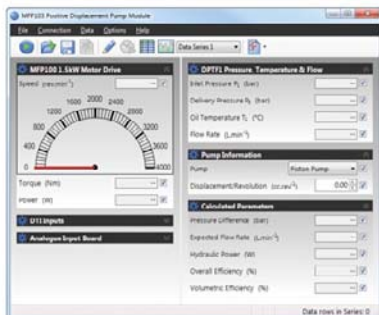 MFP103 Positive Displacement Pump Module
File Connection Data Options Help
Data Series 1
MFP100 1.5kW Motor Drive
Speed (rev.min⁻¹)
0
400
800
1200
1600
2000
2400
2800
3200
3600
4000
Torque (Nm)
Power (W)
DTI Inputs
Analogue Input Board
DPTF1 Pressure, Temperature & Flow
Inlet Pressure P₁ (bar)
Delivery Pressure P₂ (bar)
Oil Temperature T₁ (°C)
Flow Rate (L.min⁻¹)
Pump Information
Pump Piston Pump
Displacement/Revolution (cc.rev⁻¹) 0.00
Calculated Parameters
Pressure Difference (bar)
Expected Flow Rate (L.min⁻¹)
Hydraulic Power (W)
Overall Efficiency (%)
Volumetric Efficiency (%)
Data rows in Series: 0